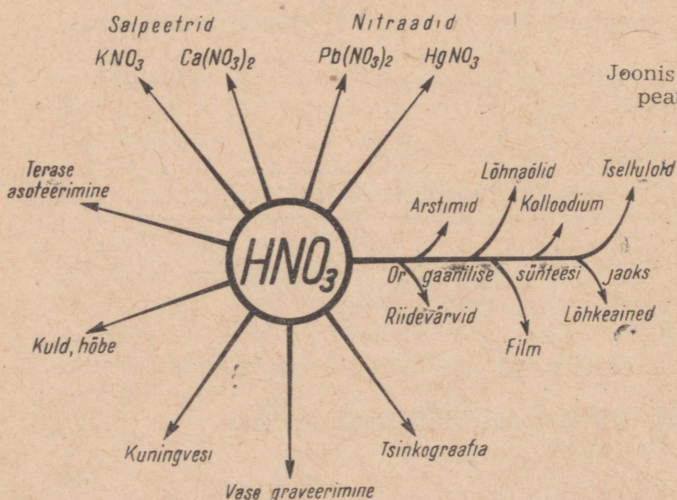 Salpeetrid Nitraadid
KNO₃ Ca(NO₃)₂ Pb(NO₃)₂ HgNO₃
Joonis
pea
Terase
asoteerimine
Lõhnaõlid Tselluloid
Arstimid Kolloodium
HNO₃
Orgaanilise sünteesi jaoks
Riidevärvid Lõhkeained
Kuld, hõbe
Film
Kuningvesi Tsinkograafia
Vase graveerimine